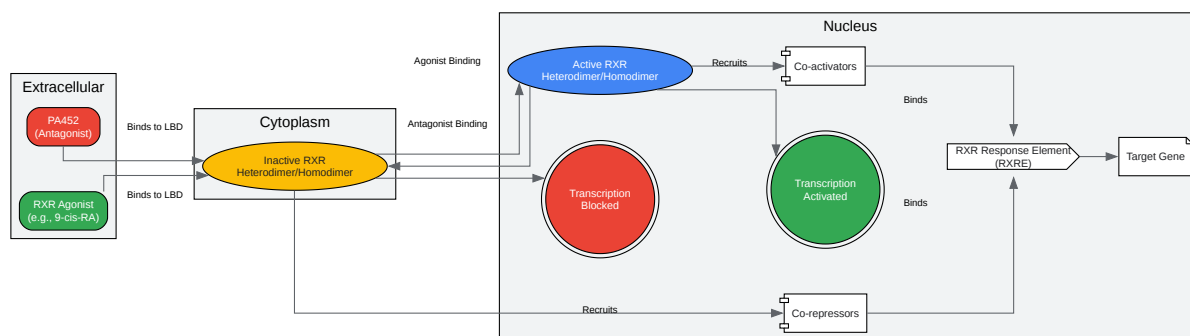 Nucleus
Extracellular
PA452
(Antagonist)
RXR Agonist
(e.g., 9-cis-RA)
Binds to LBD
Binds to LBD
Cytoplasm
Inactive RXR
Heterodimer/Homodimer
Agonist Binding
Antagonist Binding
Active RXR
Heterodimer/Homodimer
Recruits
Co-activators
Transcription
Blocked
Transcription
Activated
Binds
Binds
RXR Response Element
(RXRE)
Target Gene
Recruits
Co-repressors